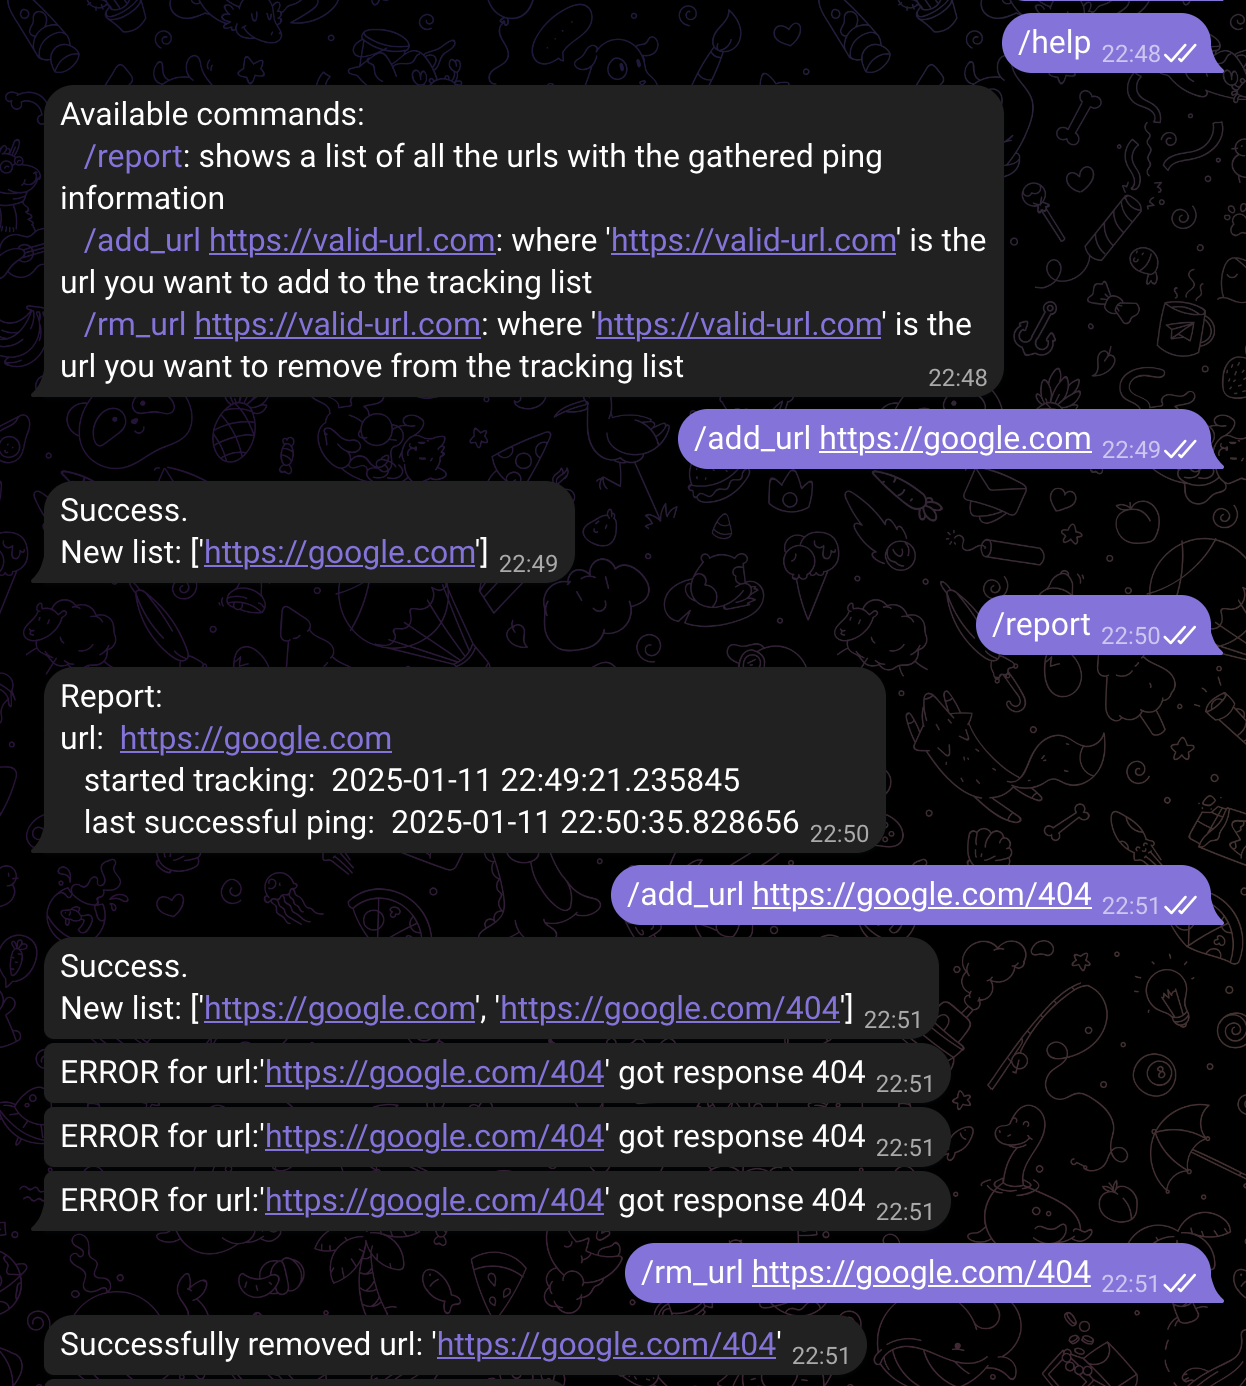 /help 22:48
Available commands:
/report: shows a list of all the urls with the gathered ping
information
/add_url https://valid-url.com: where 'https://valid-url.com' is the
url you want to add to the tracking list
/rm_url https://valid-url.com: where 'https://valid-url.com' is the
url you want to remove from the tracking list
22:48
/add_url https://google.com 22:49
Success.
New list: ['https://google.com'] 22:49
/report 22:50
Report:
url:  https://google.com
started tracking:  2025-01-11 22:49:21.235845
last successful ping:  2025-01-11 22:50:35.828656 22:50
/add_url https://google.com/404 22:51
Success.
New list: ['https://google.com', 'https://google.com/404'] 22:51
ERROR for url:'https://google.com/404' got response 404 22:51
ERROR for url:'https://google.com/404' got response 404 22:51
ERROR for url:'https://google.com/404' got response 404 22:51
/rm_url https://google.com/404 22:51
Successfully removed url: 'https://google.com/404' 22:51